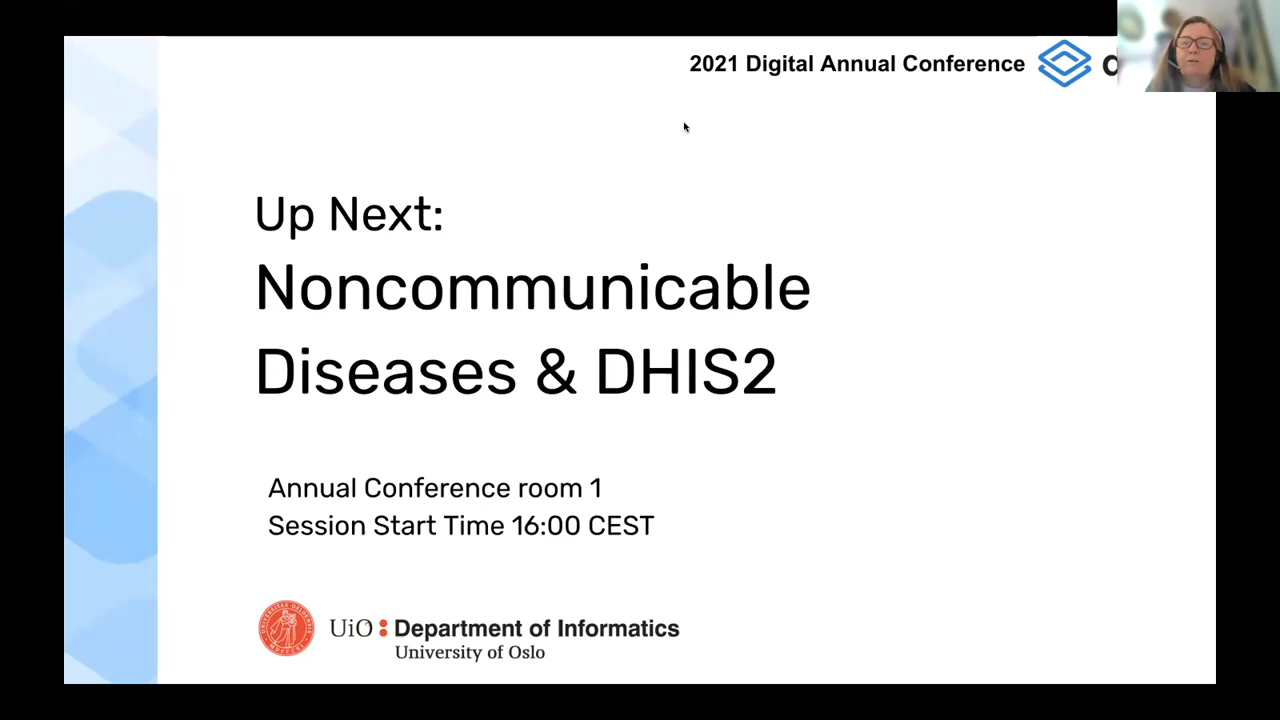 2021 Digital Annual Conference
Up Next:
Noncommunicable
Diseases & DHIS2
Annual Conference room 1
Session Start Time 16:00 CEST
UiO : Department of Informatics
University of Oslo